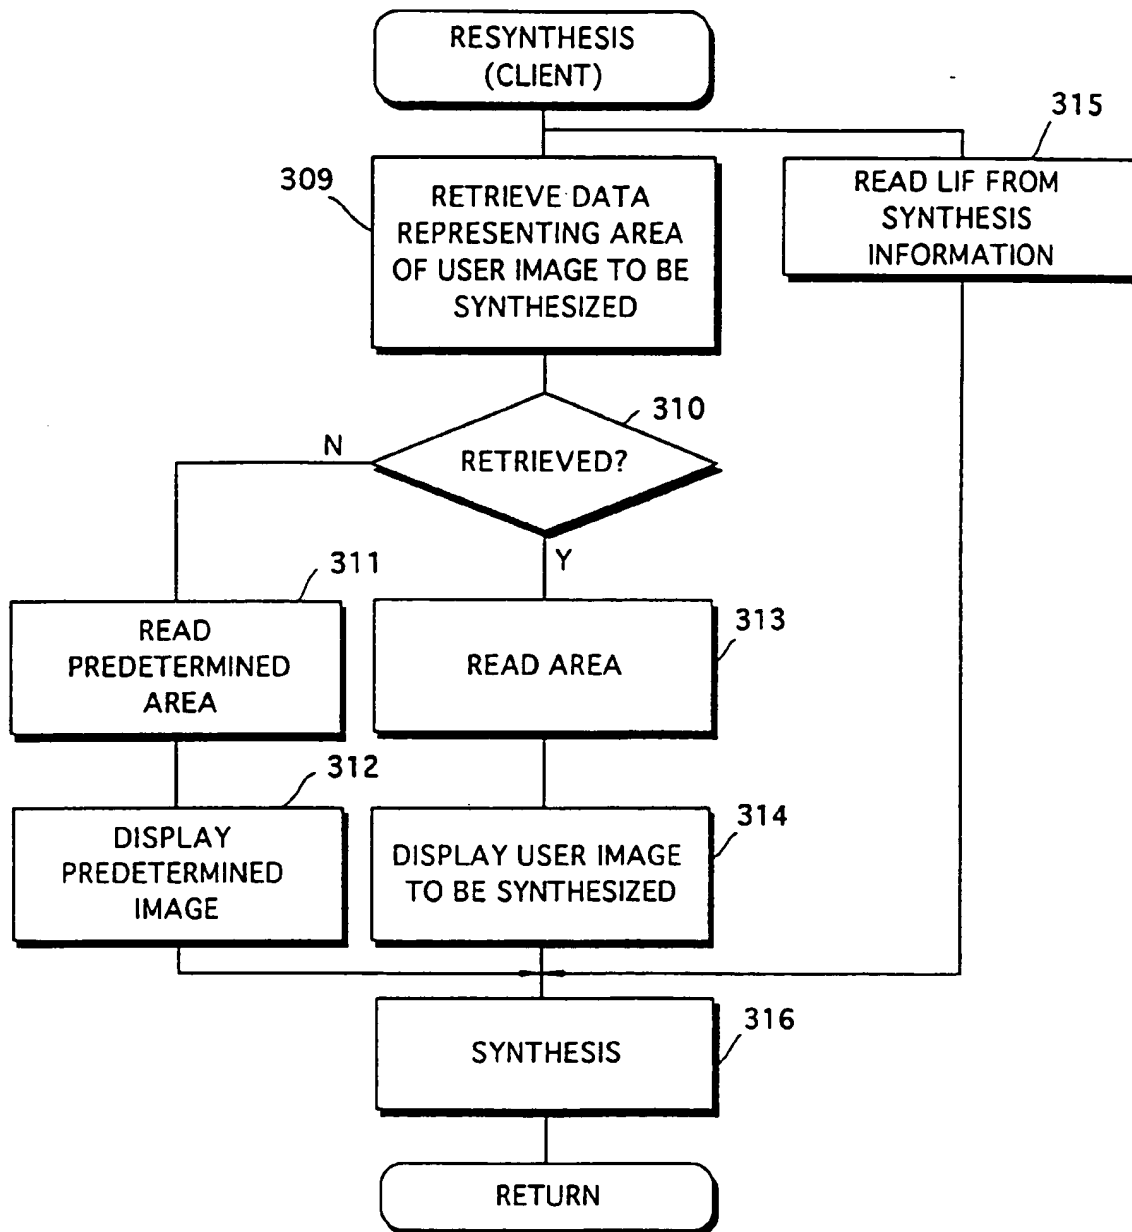 RESYNTHESIS
(CLIENT)
315
READ LIF FROM
SYNTHESIS
INFORMATION
309
RETRIEVE DATA
REPRESENTING AREA
OF USER IMAGE TO BE
SYNTHESIZED
310
RETRIEVED?
N
Y
311
READ
PREDETERMINED
AREA
313
READ AREA
312
DISPLAY
PREDETERMINED
IMAGE
314
DISPLAY USER IMAGE
TO BE SYNTHESIZED
316
SYNTHESIS
RETURN